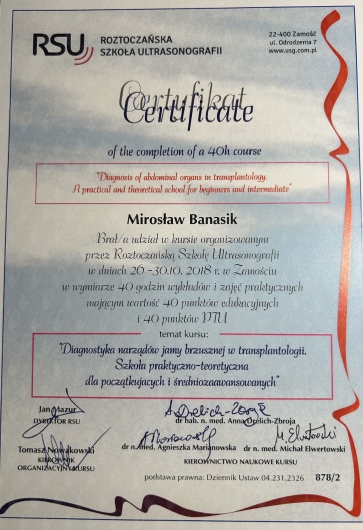 RSU
ROZTOCZAŃSKA
SZKOŁA ULTRASONOGRAFII
22-400 Zamość
ul. Odrodzenia 7
www.usg.com.pl
Certyfikat
Certificate
of the completion of a 40h course
"Diagnosis of abdominal organs in transplantology.
A practical and theoretical school for beginners and intermediate"
Mirosław Banasik
Brał/a udział w kursie organizowanym
przez Roztoczańską Szkołę Ultrasonografii
w dniach 26 -30.10. 2018 r. w Zamościu
w wymiarze 40 godzin wykładów i zajęć praktycznych
mającym wartość 40 punktów edukacyjnych
i 40 punktów PTU
temat kursu:
"Diagnostyka narządów jamy brzusznej w transplantologii.
Szkoła praktyczno-teoretyczna
dla początkujących i średniozaawansowanych"
Jan Mazur
DYREKTOR RSU
dr hab. n. med. Anna Drelich-Zbroja
Tomasz Nowakowski
KIEROWNIK
ORGANIZACYJNY KURSU
dr n. med. Agnieszka Marianowska
dr n. med. Michał Elwertowski
KIEROWNICTWO NAUKOWE KURSU
podstawa prawna: Dziennik Ustaw 04.231.2326
878/2